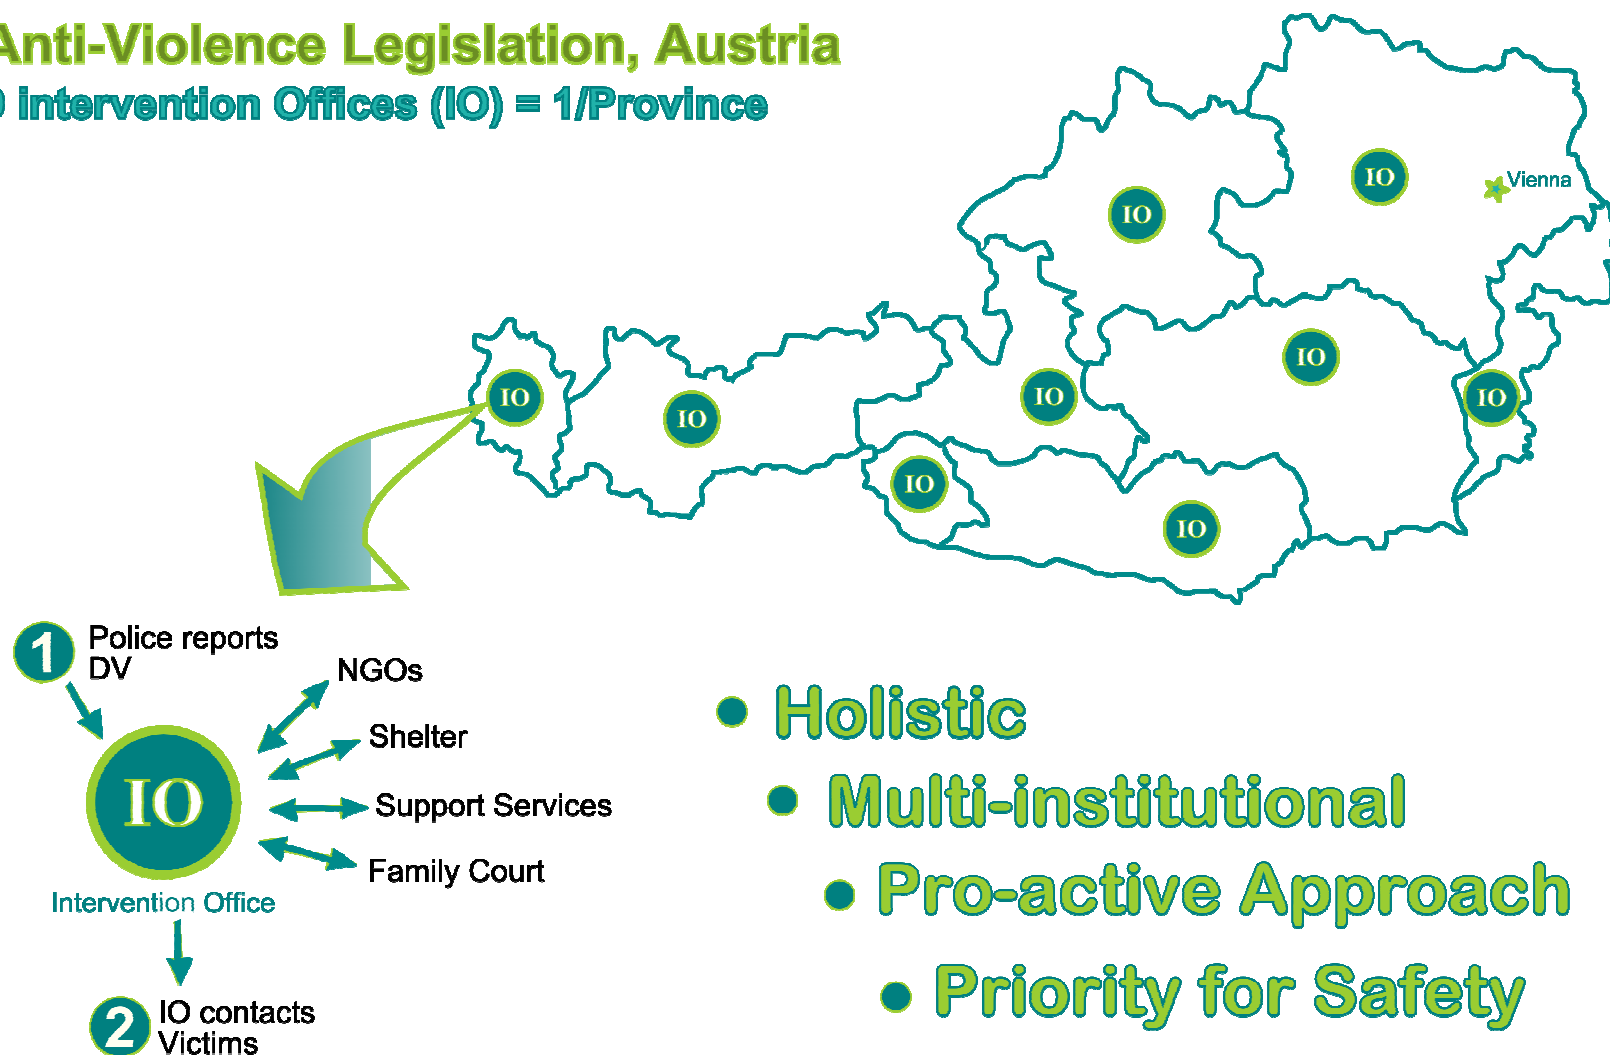 Anti-Violence Legislation, Austria
intervention Offices (IO) = 1/Province
IO
IO
Vienna
IO
IO
IO
IO
IO
IO
IO
1
Police reports
DV
NGOs
Shelter
Support Services
Family Court
IO
Intervention Office
2
IO contacts
Victims
• Holistic
• Multi-institutional
• Pro-active Approach
• Priority for Safety